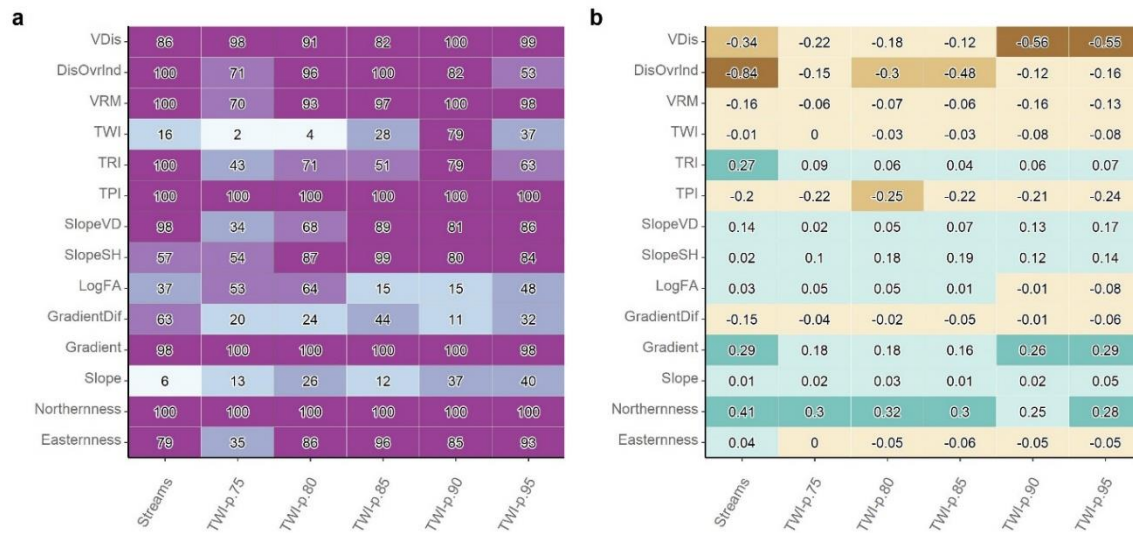 a
VDis 86 98 91 82 100 99
DisOvrInd 100 71 96 100 82 53
VRM 100 70 93 97 100 98
TWI 16 2 4 28 79 37
TRI 100 43 71 51 79 63
TPI 100 100 100 100 100 100
SlopeVD 98 34 68 89 81 86
SlopeSH 57 54 87 99 80 84
LogFA 37 53 64 15 15 48
GradientDif 63 20 24 44 11 32
Gradient 98 100 100 100 100 98
Slope 6 13 26 12 37 40
Northernness 100 100 100 100 100 100
Easternness 79 35 86 96 85 93
Streams TWI-p.75 TWI-p.80 TWI-p.85 TWI-p.90 TWI-p.95
b
VDis -0.34 -0.22 -0.18 -0.12 -0.56 -0.55
DisOvrInd -0.84 -0.15 -0.3 -0.48 -0.12 -0.16
VRM -0.16 -0.06 -0.07 -0.06 -0.16 -0.13
TWI -0.01 0 -0.03 -0.03 -0.08 -0.08
TRI 0.27 0.09 0.06 0.04 0.06 0.07
TPI -0.2 -0.22 -0.25 -0.22 -0.21 -0.24
SlopeVD 0.14 0.02 0.05 0.07 0.13 0.17
SlopeSH 0.02 0.1 0.18 0.19 0.12 0.14
LogFA 0.03 0.05 0.05 0.01 -0.01 -0.08
GradientDif -0.15 -0.04 -0.02 -0.05 -0.01 -0.06
Gradient 0.29 0.18 0.18 0.16 0.26 0.29
Slope 0.01 0.02 0.03 0.01 0.02 0.05
Northernness 0.41 0.3 0.32 0.3 0.25 0.28
Easternness 0.04 0 -0.05 -0.06 -0.05 -0.05
Streams TWI-p.75 TWI-p.80 TWI-p.85 TWI-p.90 TWI-p.95